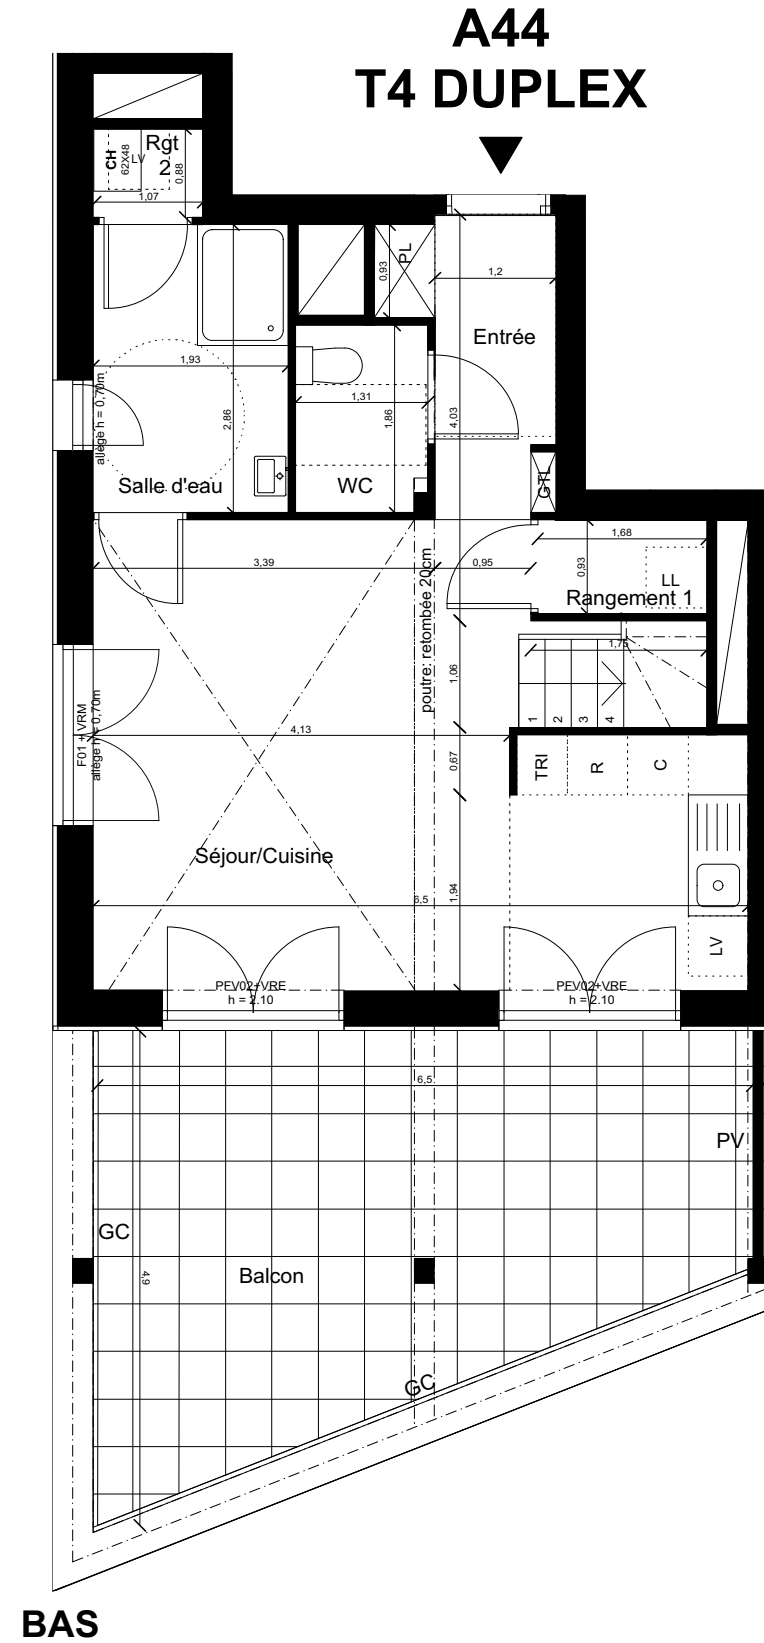 A44
T4 DUPLEX
Rgt
2
CH
62X48
LV
0,88
1,07
PL
0,93
1,2
Entrée
1,93
1,31
1,86
2,86
4,03
allège h = 0,70m
Salle d'eau
WC
GTL
1,68
3,39
0,95
0,93
LL
Rangement 1
poutre: retombée 20cm
1,75
1,06
1
2
3
4
F01 + VRM
allège h = 0,70m
4,13
0,67
TRI
R
C
Séjour/Cuisine
6,5
1,94
LV
PFV02+VRE
h = 2.10
PFV02+VRE
h = 2.10
6,5
PV
GC
4,9
Balcon
GC
BAS